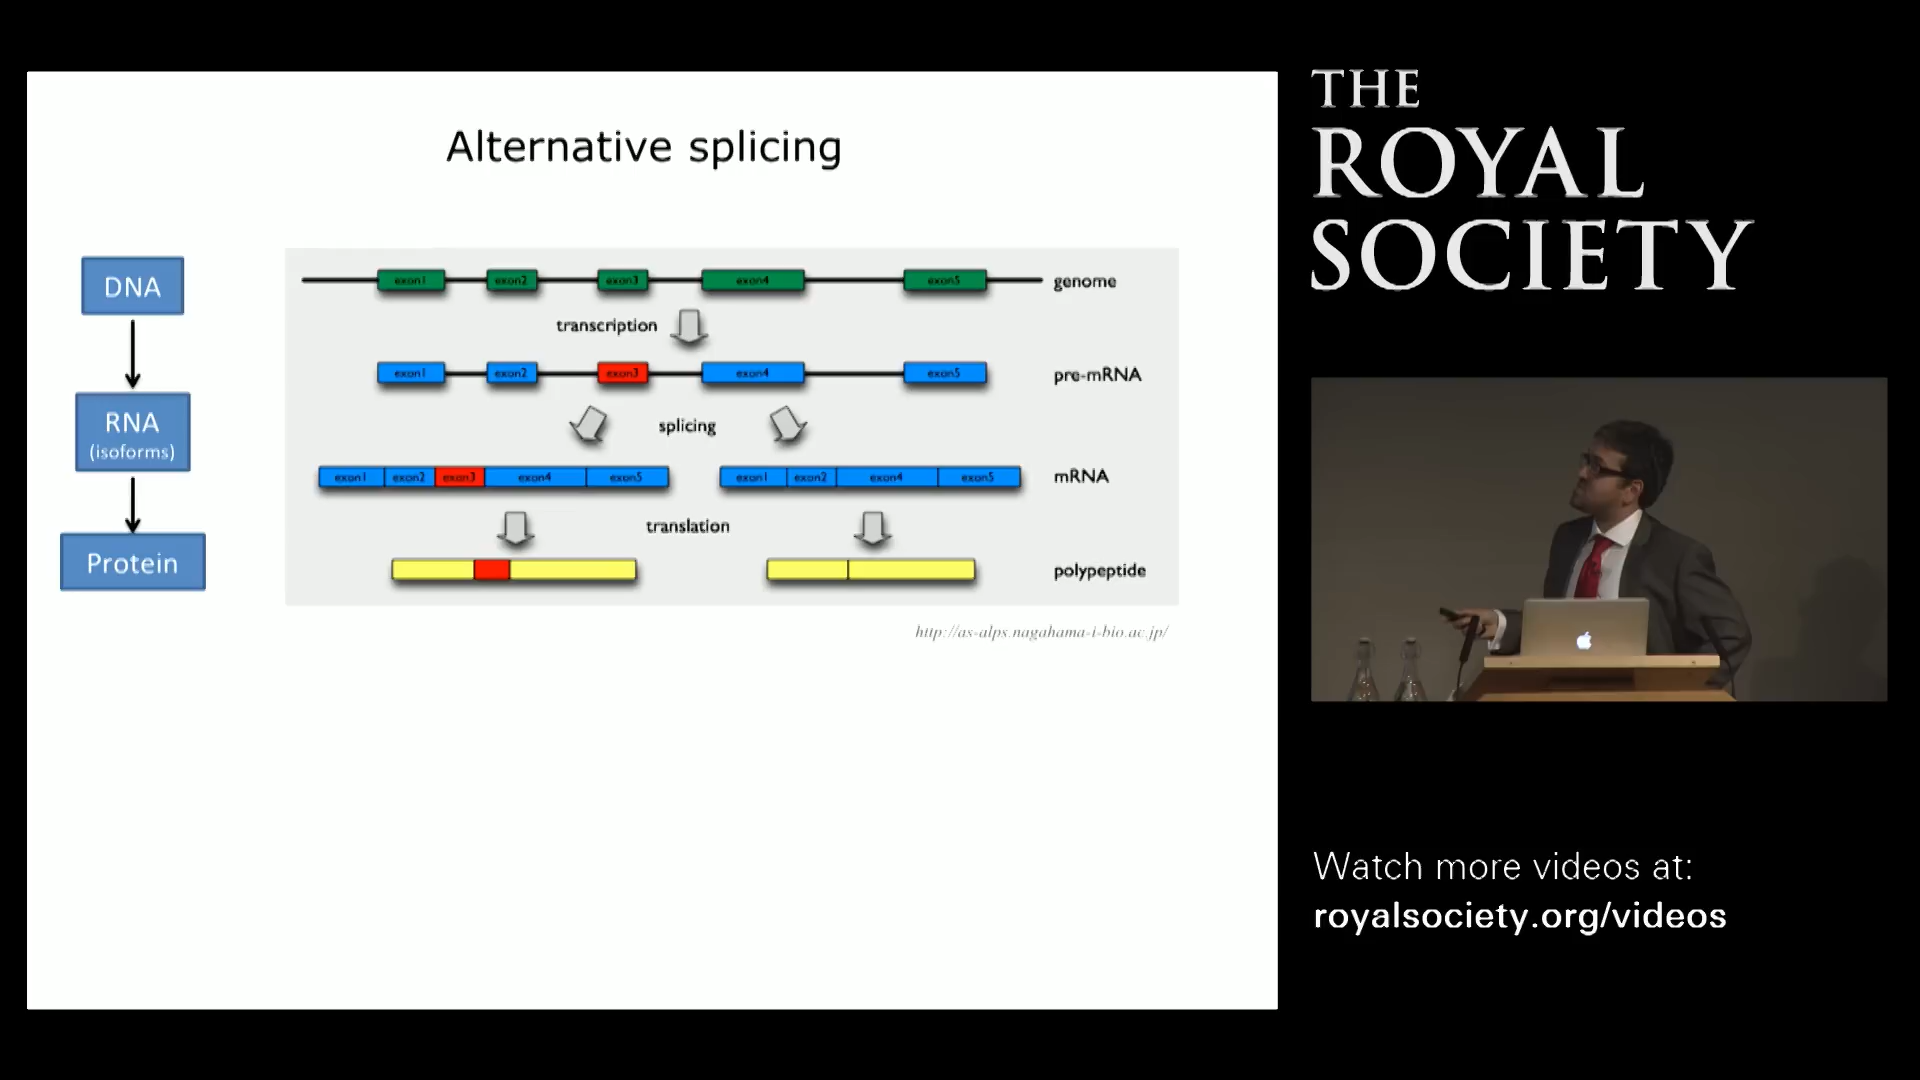 Alternative splicing
DNA
RNA
(isoforms)
Protein
exon1 exon2 exon3 exon4 exon5 genome
transcription
exon1 exon2 exon3 exon4 exon5 pre-mRNA
splicing
exon1 exon2 exon3 exon4 exon5 exon1 exon2 exon4 exon5 mRNA
translation
polypeptide
http://as-alps.nagahama-i-bio.ac.jp/
THE
ROYAL
SOCIETY
Watch more videos at:
royalsociety.org/videos